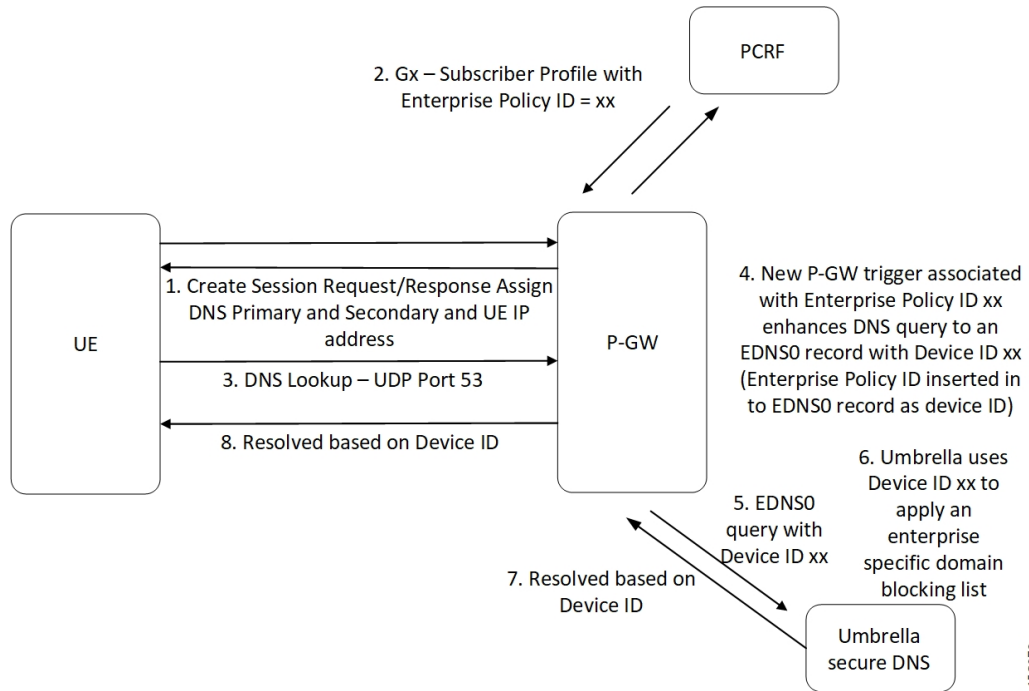 PCRF
2. Gx – Subscriber Profile with
Enterprise Policy ID = xx
UE
P-GW
1. Create Session Request/Response Assign
DNS Primary and Secondary and UE IP
address
3. DNS Lookup – UDP Port 53
8. Resolved based on Device ID
4. New P-GW trigger associated
with Enterprise Policy ID xx
enhances DNS query to an
EDNS0 record with Device ID xx
(Enterprise Policy ID inserted in
to EDNS0 record as device ID)
5. EDNS0
query with
Device ID xx
6. Umbrella uses
Device ID xx to
apply an
enterprise
specific domain
blocking list
7. Resolved based on
Device ID
Umbrella
secure DNS